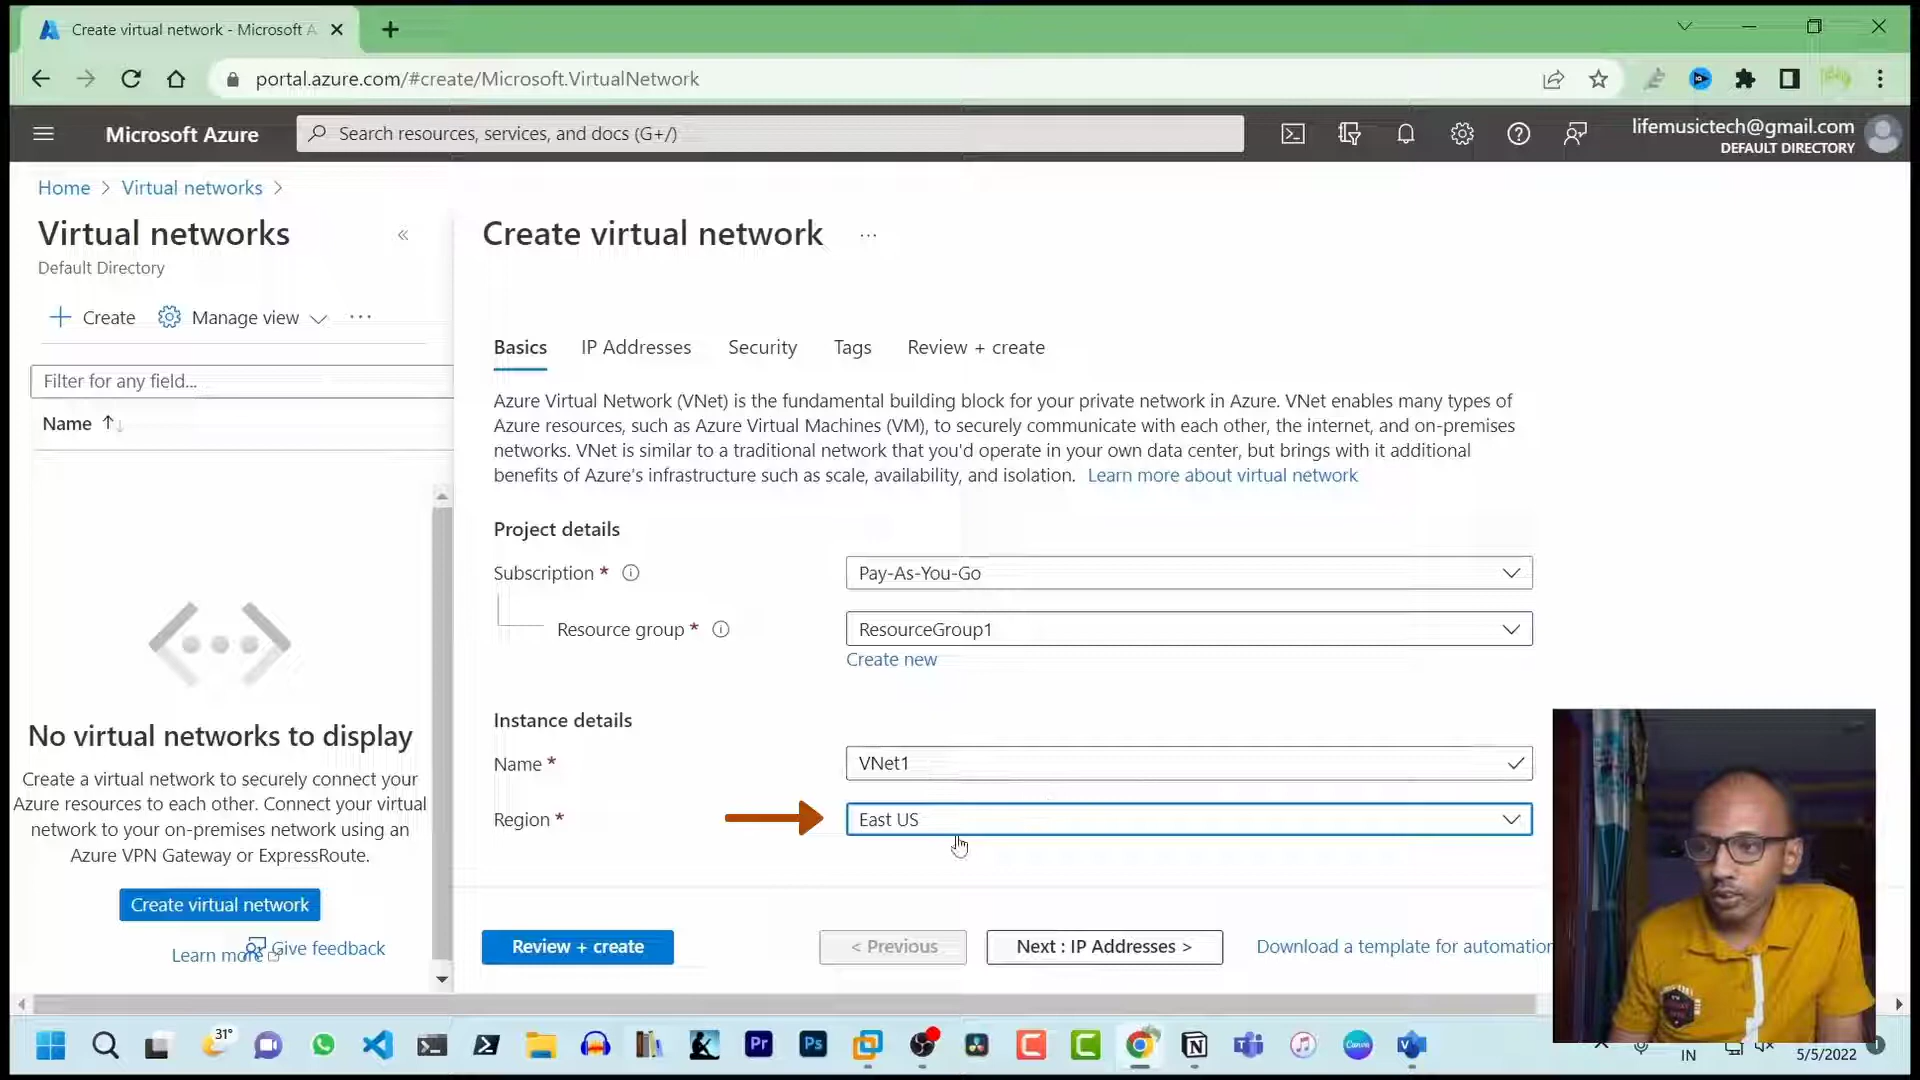 Create virtual network - Microsoft A
portal.azure.com/#create/Microsoft.VirtualNetwork
Microsoft Azure
Search resources, services, and docs (G+/)
lifemusictech@gmail.com
DEFAULT DIRECTORY
Home > Virtual networks >
Virtual networks
Default Directory
Create
Manage view
Filter for any field...
Name
No virtual networks to display
Create a virtual network to securely connect your
Azure resources to each other. Connect your virtual
network to your on-premises network using an
Azure VPN Gateway or ExpressRoute.
Create virtual network
Learn more
Give feedback
Create virtual network
Basics
IP Addresses
Security
Tags
Review + create
Azure Virtual Network (VNet) is the fundamental building block for your private network in Azure. VNet enables many types of
Azure resources, such as Azure Virtual Machines (VM), to securely communicate with each other, the internet, and on-premises
networks. VNet is similar to a traditional network that you'd operate in your own data center, but brings with it additional
benefits of Azure's infrastructure such as scale, availability, and isolation. Learn more about virtual network
Project details
Subscription *
Pay-As-You-Go
Resource group *
ResourceGroup1
Create new
Instance details
Name *
VNet1
Region *
East US
Review + create
< Previous
Next : IP Addresses >
Download a template for automation
31°
Pr
Ps
IN
5/5/2022